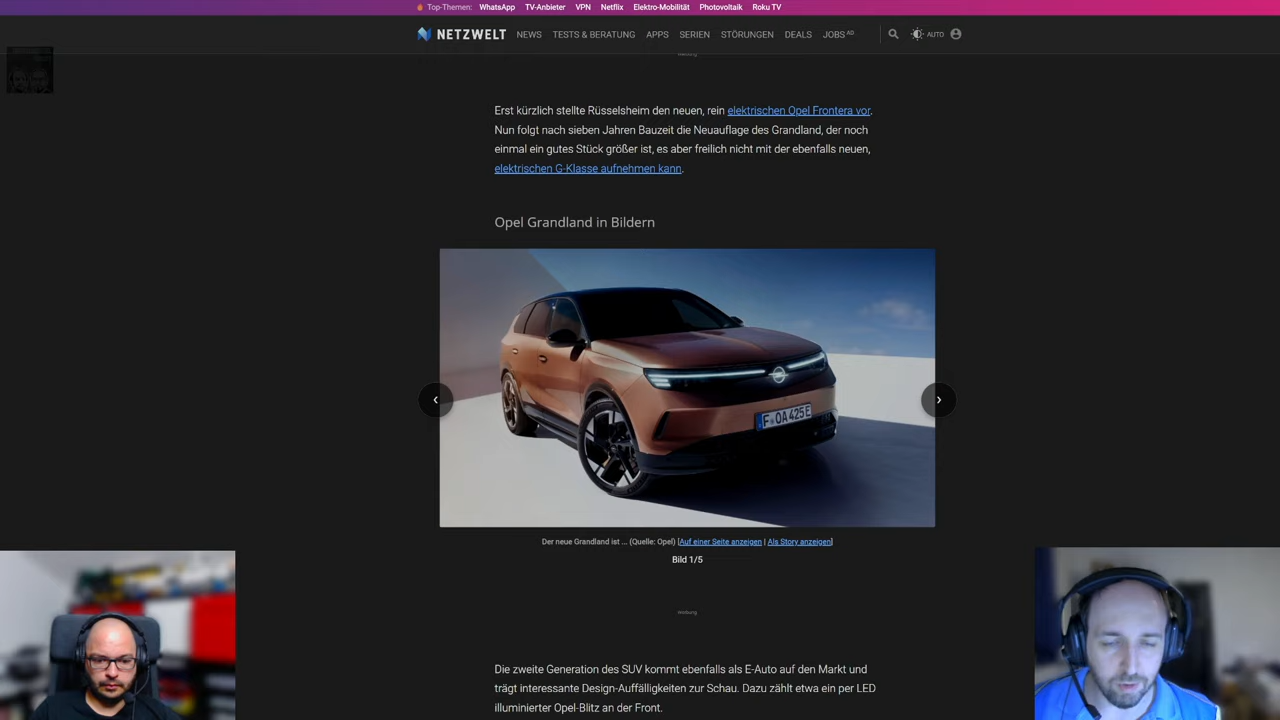 Top-Themen: WhatsApp TV-Anbieter VPN Netflix Elektro-Mobilität Photovoltaik Roku TV
NETZWELT NEWS TESTS & BERATUNG APPS SERIEN STÖRUNGEN DEALS JOBS AD AUTO
Werbung
Erst kürzlich stellte Rüsselsheim den neuen, rein elektrischen Opel Frontera vor.
Nun folgt nach sieben Jahren Bauzeit die Neuauflage des Grandland, der noch
einmal ein gutes Stück größer ist, es aber freilich nicht mit der ebenfalls neuen,
elektrischen G-Klasse aufnehmen kann.
Opel Grandland in Bildern
F OA 425E
Der neue Grandland ist ... (Quelle: Opel) [Auf einer Seite anzeigen | Als Story anzeigen]
Bild 1/5
Werbung
Die zweite Generation des SUV kommt ebenfalls als E-Auto auf den Markt und
trägt interessante Design-Auffälligkeiten zur Schau. Dazu zählt etwa ein per LED
illuminierter Opel-Blitz an der Front.